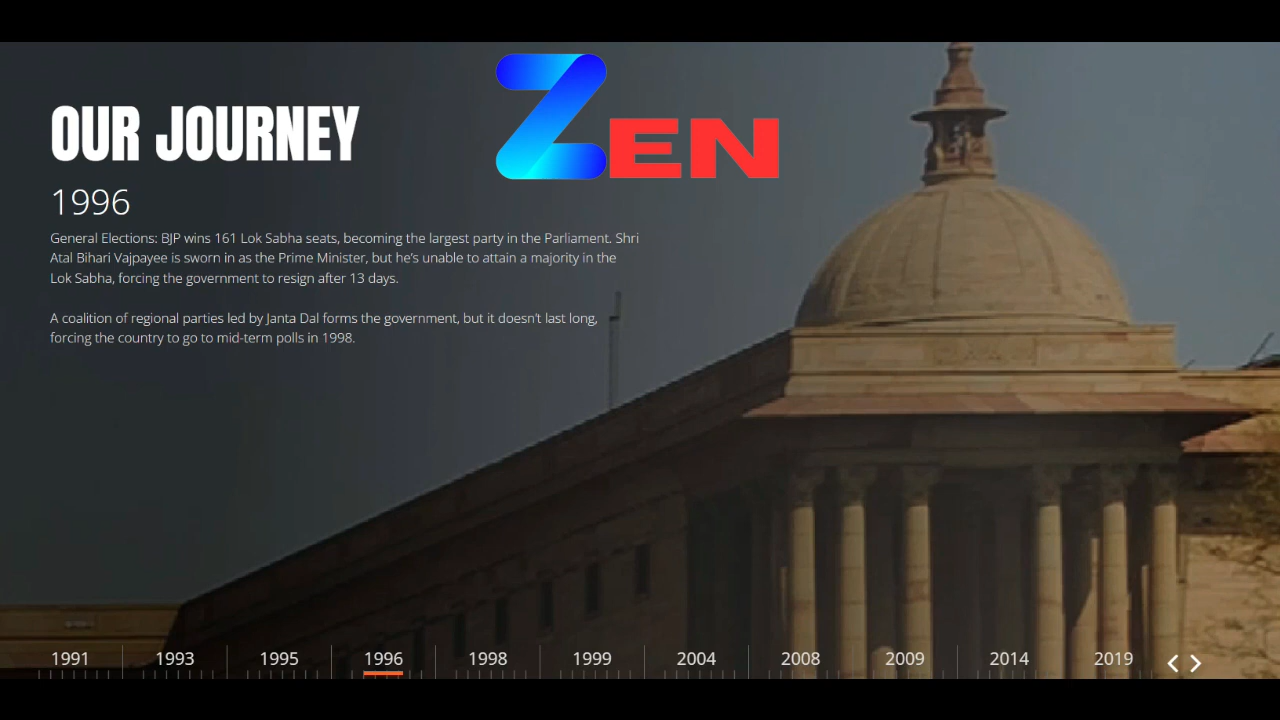 ZEN
OUR JOURNEY
1996
General Elections: BJP wins 161 Lok Sabha seats, becoming the largest party in the Parliament. Shri
Atal Bihari Vajpayee is sworn in as the Prime Minister, but he's unable to attain a majority in the
Lok Sabha, forcing the government to resign after 13 days.
A coalition of regional parties led by Janta Dal forms the government, but it doesn't last long,
forcing the country to go to mid-term polls in 1998.
1991 1993 1995 1996 1998 1999 2004 2008 2009 2014 2019